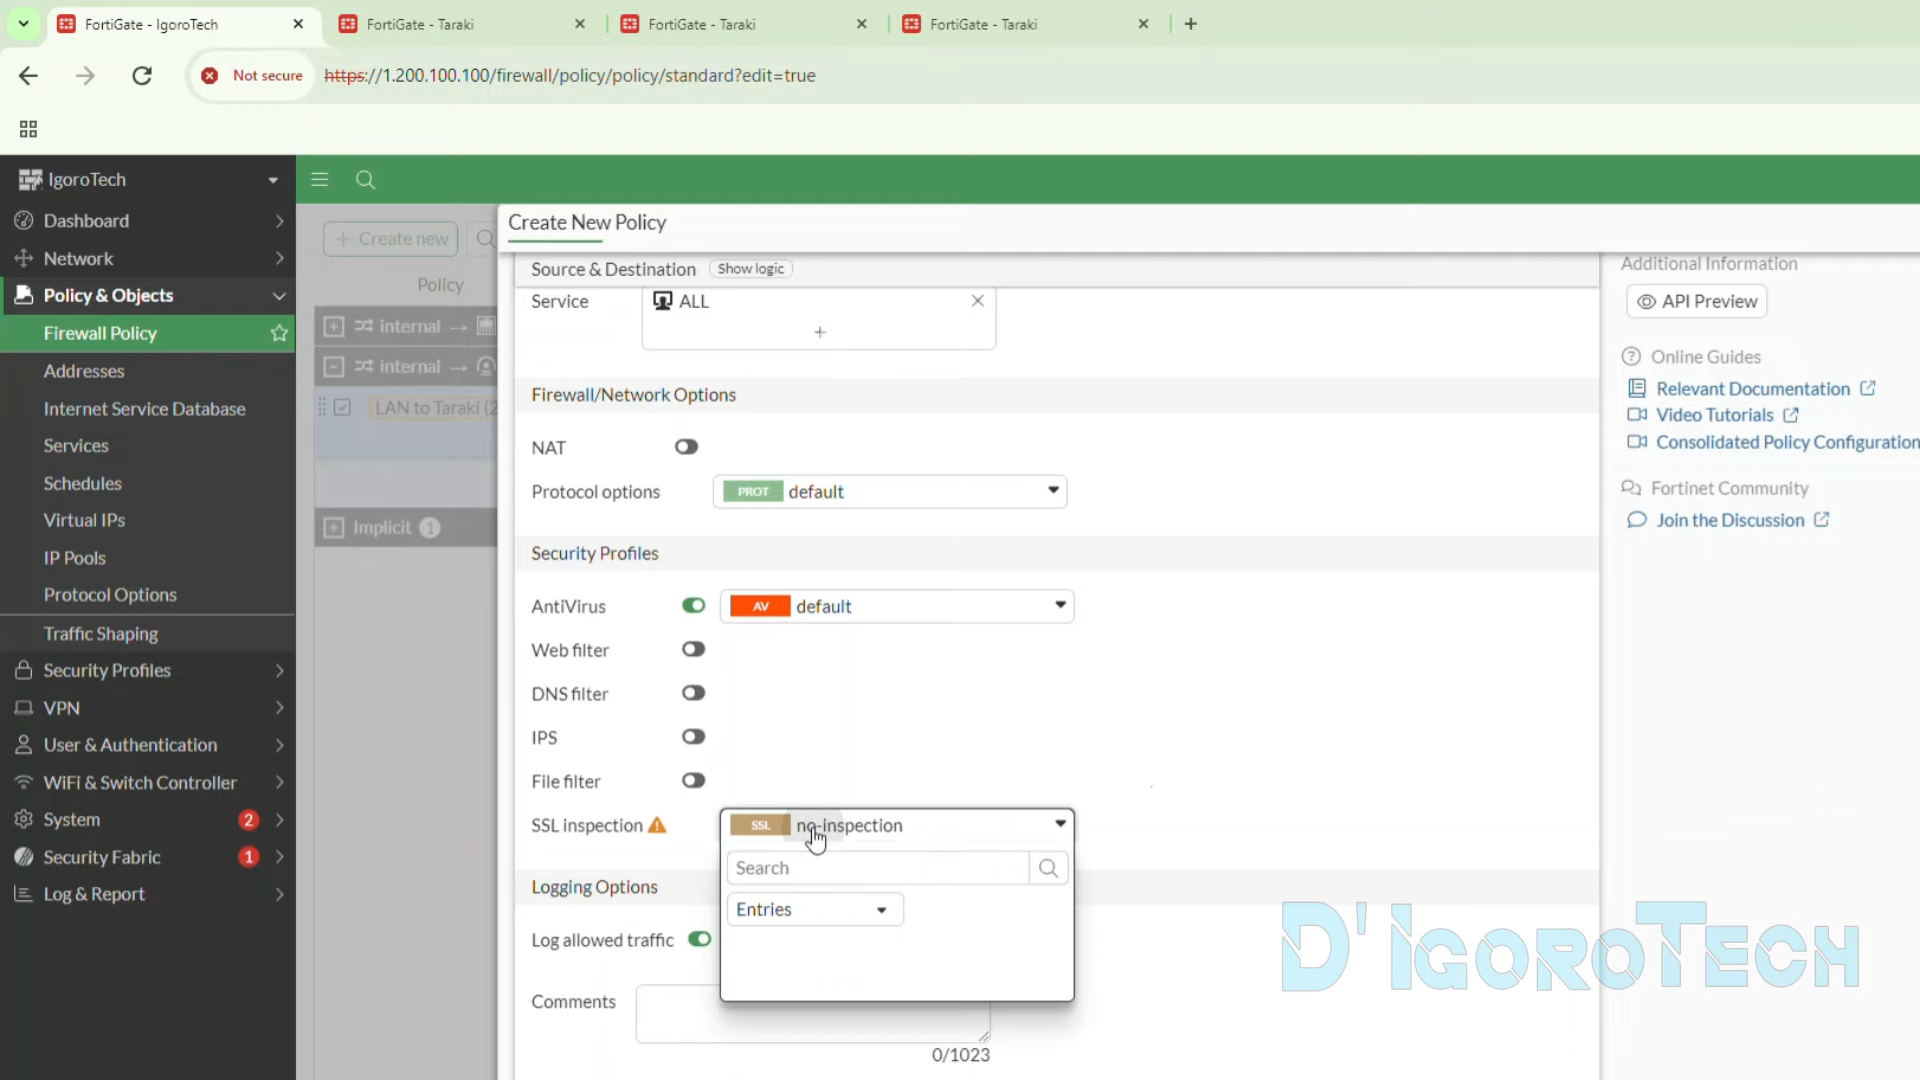 FortiGate - IgoroTech
FortiGate - Taraki
FortiGate - Taraki
FortiGate - Taraki
Not secure https://1.200.100.100/firewall/policy/policy/standard?edit=true
IgoroTech
Dashboard
Network
Policy & Objects
Firewall Policy
Addresses
Internet Service Database
Services
Schedules
Virtual IPs
IP Pools
Protocol Options
Traffic Shaping
Security Profiles
VPN
User & Authentication
WiFi & Switch Controller
System 2
Security Fabric 1
Log & Report
Create new
Policy
internal →
internal →
LAN to Taraki (2
Implicit 1
Create New Policy
Source & Destination Show logic
Service ALL
Firewall/Network Options
NAT
Protocol options PROT default
Security Profiles
AntiVirus AV default
Web filter
DNS filter
IPS
File filter
SSL inspection SSL no-inspection
Search
Entries
Logging Options
Log allowed traffic
Comments
0/1023
Additional Information
API Preview
Online Guides
Relevant Documentation
Video Tutorials
Consolidated Policy Configuration
Fortinet Community
Join the Discussion
D'IGOROTECH